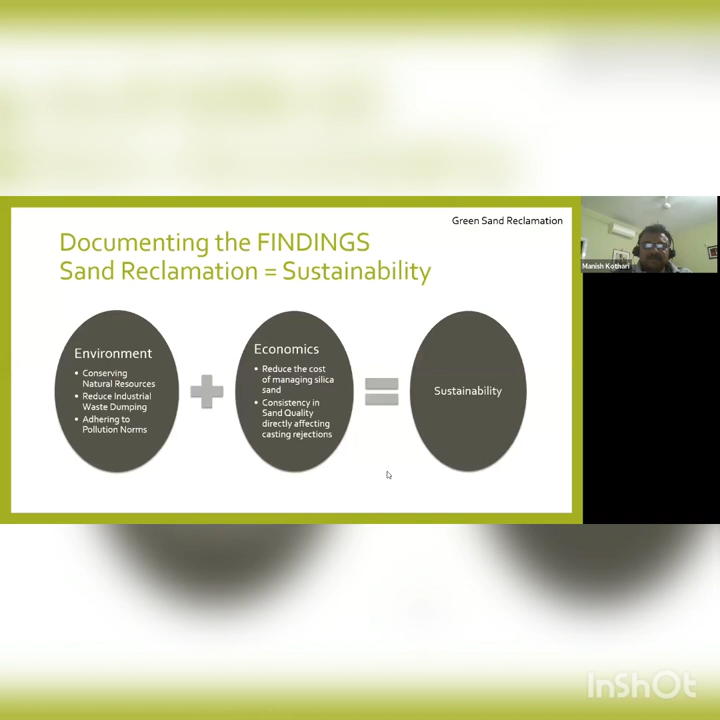 Green Sand Reclamation
Documenting the FINDINGS
Sand Reclamation = Sustainability
Manish Kothari
Environment
• Conserving
Natural Resources
• Reduce Industrial
Waste Dumping
• Adhering to
Pollution Norms
Economics
• Reduce the cost
of managing silica
sand
• Consistency in
Sand Quality
directly affecting
casting rejections
Sustainability
InShOt